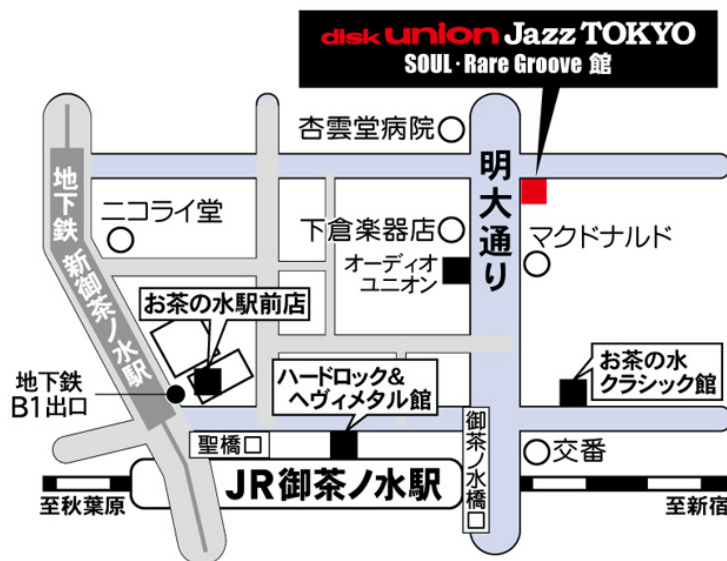 disk union Jazz TOKYO
SOUL・Rare Groove 館
杏雲堂病院
明大通り
地下鉄 新御茶ノ水駅
ニコライ堂
下倉楽器店
マクドナルド
オーディオ
ユニオン
お茶の水駅前店
地下鉄
B1出口
ハードロック&
ヘヴィメタル館
お茶の水
クラシック館
聖橋口
御茶ノ水橋口
交番
JR御茶ノ水駅
至秋葉原
至新宿